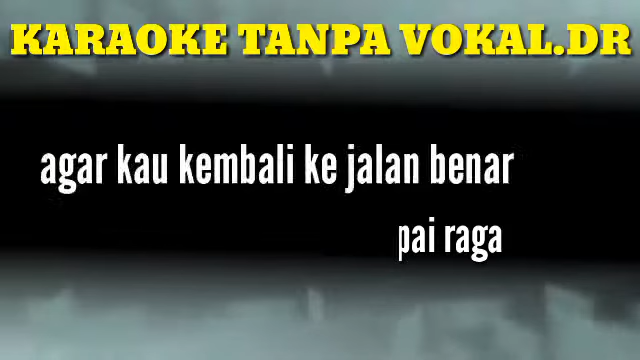 KARAOKE TANPA VOKAL.DR
agar kau kembali ke jalan benar
pai raga